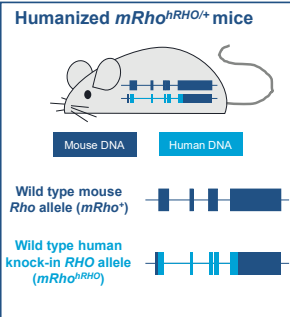 Humanized mRho^hRHO/+ mice
Mouse DNA
Human DNA
Wild type mouse
Rho allele (mRho⁺)
Wild type human
knock-in RHO allele
(mRho^hRHO)